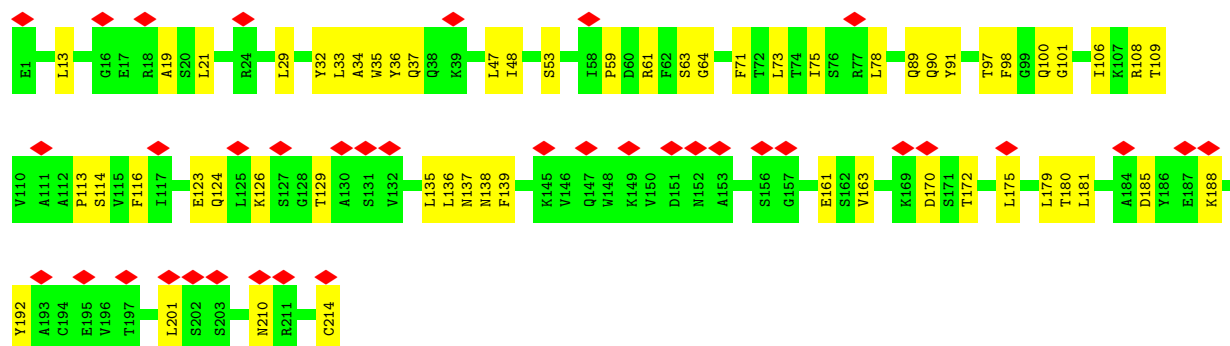 E1 L13 G16 E17 R18 A19 S20 L21 R24 L29 Y32 L33 A34 W35 Y36 Q37 Q38 K39 L47 I48 S53 I58 P59 D60 R61 F62 S63 G64 F71 T72 L73 T74 I75 S76 R77 L78 Q89 Q90 Y91 T97 F98 G99 Q100 G101 I106 K107 R108 T109
V110 A111 A112 P113 S114 V115 F116 I117 E123 Q124 L125 K126 S127 G128 T129 A130 S131 V132 L135 L136 N137 N138 F139 K145 V146 Q147 W148 K149 V150 D151 N152 A153 S156 G157 E161 S162 V163 K169 D170 S171 T172 L175 L179 T180 L181 A184 D185 Y186 E187 K188
Y192 A193 C194 E195 V196 T197 L201 S202 S203 N210 R211 C214